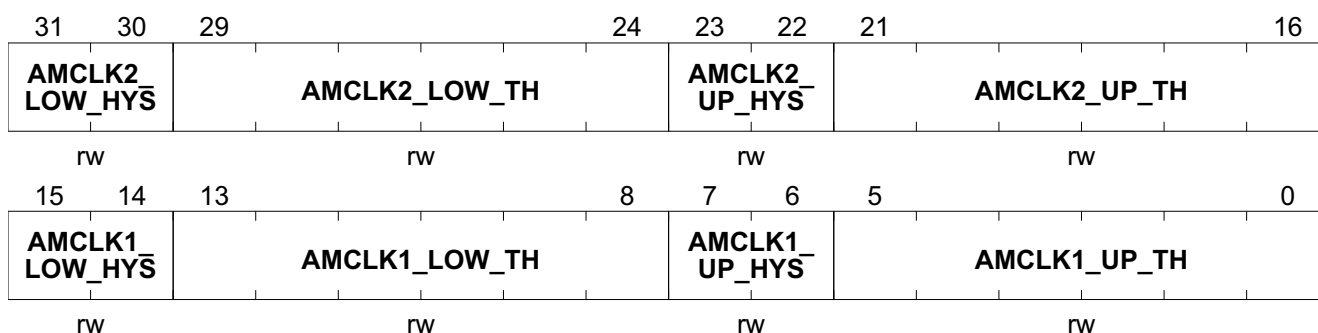 31 30 29 24 23 22 21 16
AMCLK2_ LOW_HYS AMCLK2_LOW_TH AMCLK2_ UP_HYS AMCLK2_UP_TH
rw rw rw rw
15 14 13 8 7 6 5 0
AMCLK1_ LOW_HYS AMCLK1_LOW_TH AMCLK1_ UP_HYS AMCLK1_UP_TH
rw rw rw rw